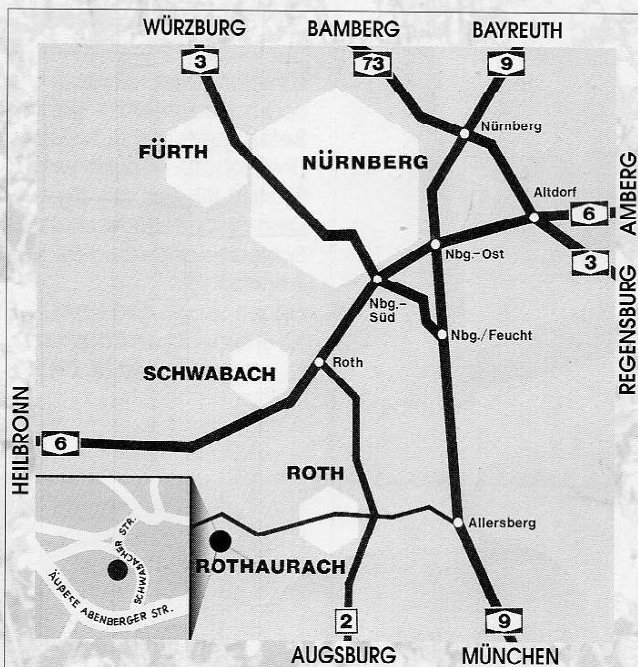 WÜRZBURG
BAMBERG
BAYREUTH
3
73
9
Nürnberg
FÜRTH
NÜRNBERG
Altdorf
6
AMBERG
Nbg.-Ost
3
REGENSBURG
Nbg.-
Süd
Nbg./Feucht
SCHWABACH
Roth
HEILBRONN
6
ROTH
SCHWABACHER STR.
Allersberg
ROTHAURACH
ÄUßERE ABENBERGER STR.
2
9
AUGSBURG
MÜNCHEN